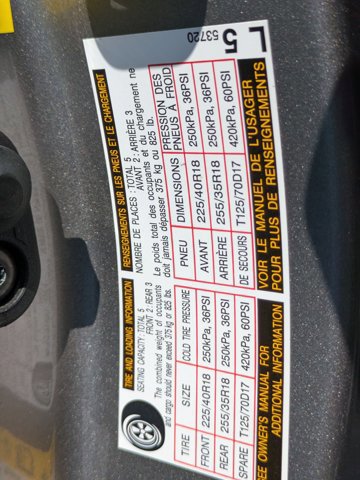 TIRE AND LOADING INFORMATION
SEATING CAPACITY TOTAL 5
FRONT 2: REAR 3
The combined weight of occupants
and cargo should never exceed 375 kg or 825 lbs.
TIRE SIZE COLD TIRE PRESSURE
FRONT 225/40R18 250kPa, 36PSI
REAR 255/35R18 250kPa, 36PSI
SPARE T125/70D17 420kPa, 60PSI
SEE OWNER'S MANUAL FOR
ADDITIONAL INFORMATION
RENSEIGNEMENTS SUR LES PNEUS ET LE CHARGEMENT
NOMBRE DE PLACES : TOTAL 5
AVANT 2 : ARRIÈRE 3
Le poids total des occupants et du chargement ne
doit jamais dépasser 375 kg ou 825 lb.
PNEU DIMENSIONS PRESSION DES
PNEUS À FROID
AVANT 225/40R18 250kPa, 36PSI
ARRIÈRE 255/35R18 250kPa, 36PSI
DE SECOURS T125/70D17 420kPa, 60PSI
VOIR LE MANUEL DE L'USAGER
POUR PLUS DE RENSEIGNEMENTS
53720
L5